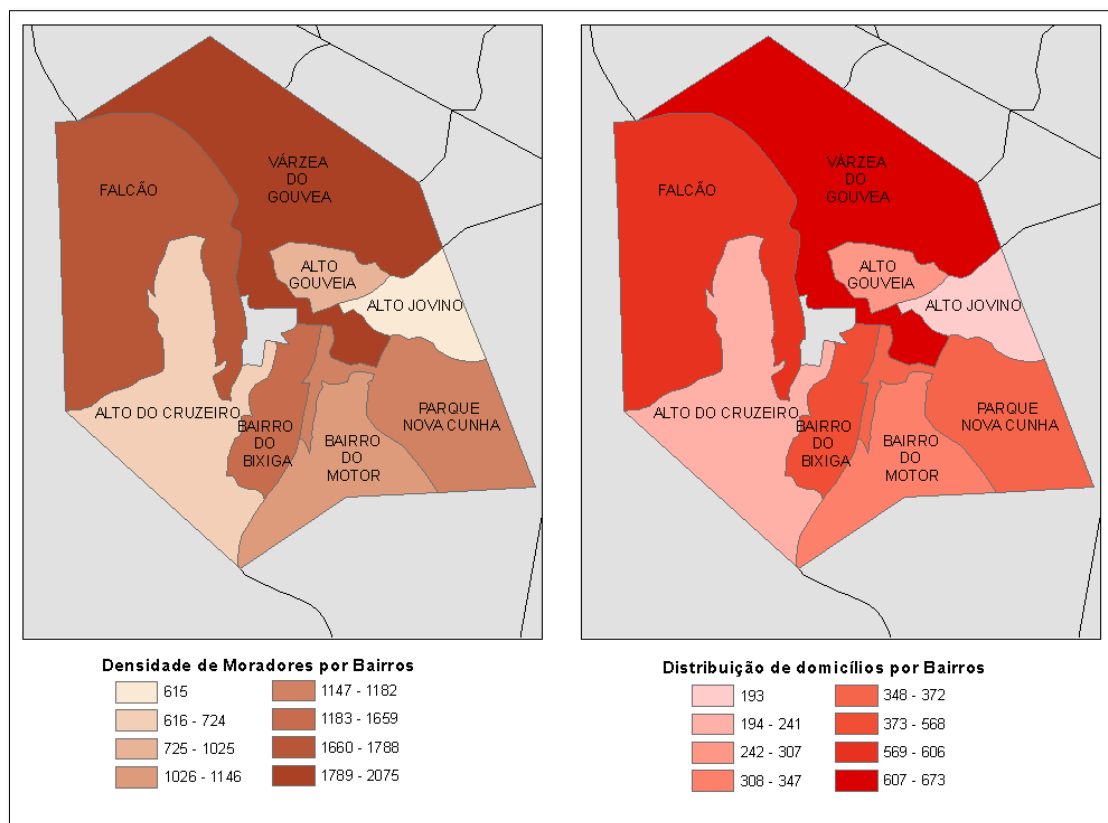 FALCÃO
VÁRZEA
DO
GOUVEA
ALTO
GOUVEIA
ALTO JOVINO
ALTO DO CRUZEIRO
BAIRRO
DO
BIXIGA
BAIRRO
DO
MOTOR
PARQUE
NOVA CUNHA
Densidade de Moradores por Bairros
615
616 - 724
725 - 1025
1026 - 1146
1147 - 1182
1183 - 1659
1660 - 1788
1789 - 2075
FALCÃO
VÁRZEA
DO
GOUVEA
ALTO
GOUVEIA
ALTO JOVINO
ALTO DO CRUZEIRO
BAIRRO
DO
BIXIGA
BAIRRO
DO
MOTOR
PARQUE
NOVA CUNHA
Distribuição de domicílios por Bairros
193
194 - 241
242 - 307
308 - 347
348 - 372
373 - 568
569 - 606
607 - 673